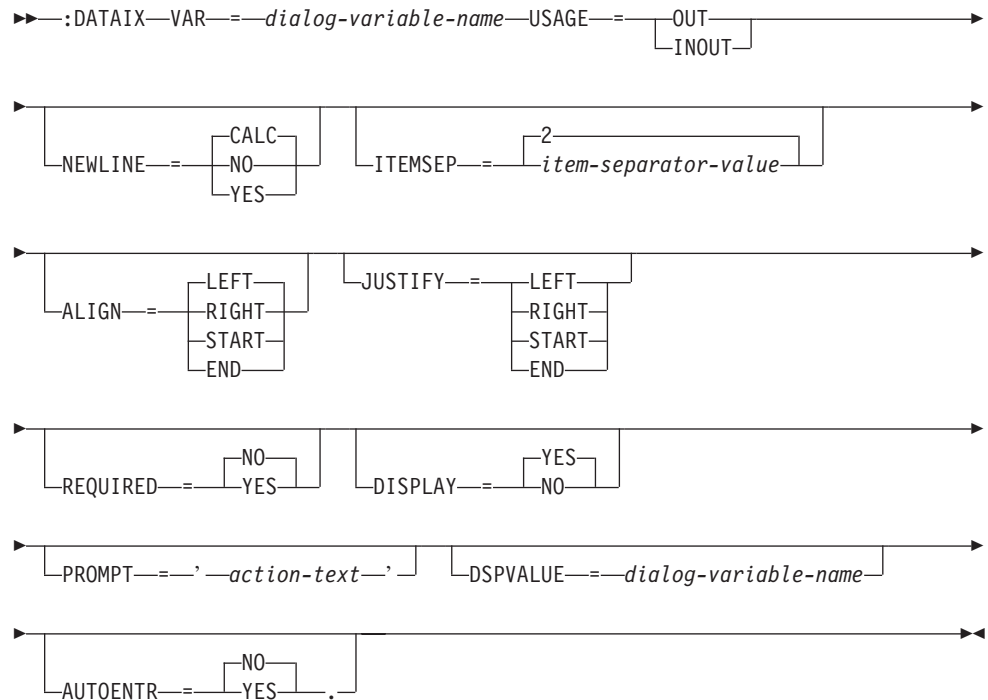 :DATAIX VAR = dialog-variable-name USAGE = OUT
INOUT
CALC
NEWLINE = NO
YES
2
ITEMSEP = item-separator-value
LEFT
ALIGN = RIGHT
START
END
JUSTIFY = LEFT
RIGHT
START
END
NO
REQUIRED = YES
YES
DISPLAY = NO
PROMPT = ’ action-text ’
DSPVALUE = dialog-variable-name
NO
AUTOENTR = YES .